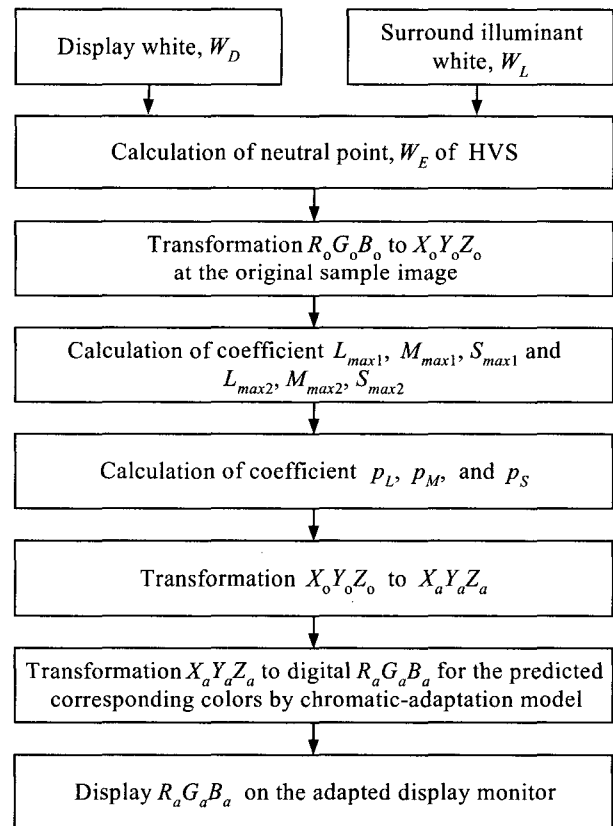 Display white, W_D
Surround illuminant
white, W_L
Calculation of neutral point, W_E of HVS
Transformation R_oG_oB_o to X_oY_oZ_o
at the original sample image
Calculation of coefficient L_max1, M_max1, S_max1 and
L_max2, M_max2, S_max2
Calculation of coefficient p_L, p_M, and p_S
Transformation X_oY_oZ_o to X_aY_aZ_a
Transformation X_aY_aZ_a to digital R_aG_aB_a for the predicted
corresponding colors by chromatic-adaptation model
Display R_aG_aB_a on the adapted display monitor